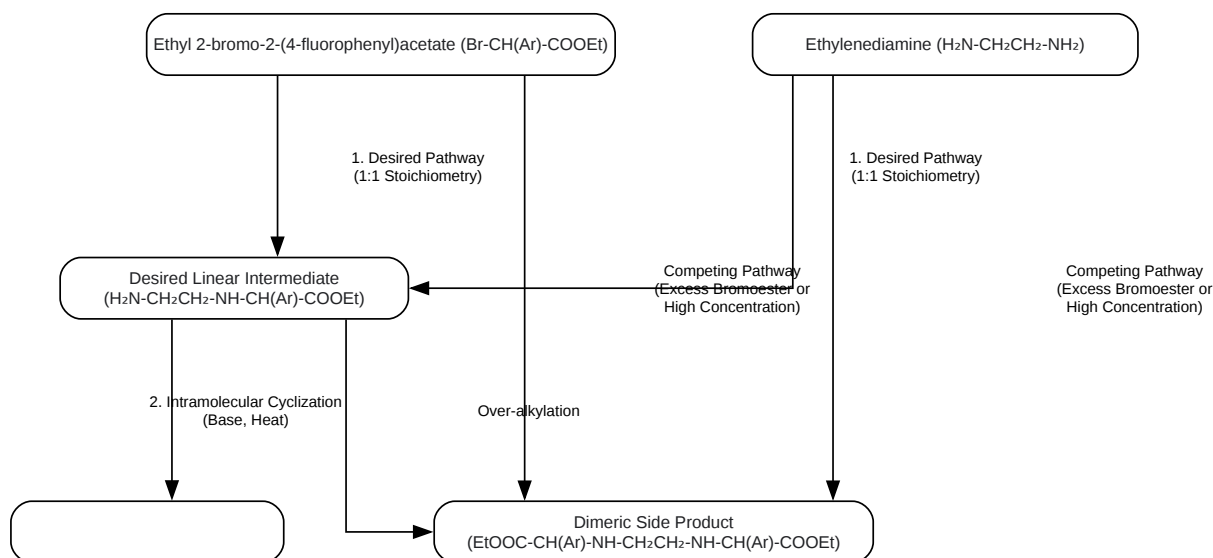 Ethyl 2-bromo-2-(4-fluorophenyl)acetate (Br-CH(Ar)-COOEt)
Ethylenediamine (H₂N-CH₂CH₂-NH₂)
1. Desired Pathway
(1:1 Stoichiometry)
1. Desired Pathway
(1:1 Stoichiometry)
Desired Linear Intermediate
(H₂N-CH₂CH₂-NH-CH(Ar)-COOEt)
Competing Pathway
(Excess Bromoester or
High Concentration)
Competing Pathway
(Excess Bromoester or
High Concentration)
2. Intramolecular Cyclization
(Base, Heat)
Over-alkylation
Dimeric Side Product
(EtOOC-CH(Ar)-NH-CH₂CH₂-NH-CH(Ar)-COOEt)